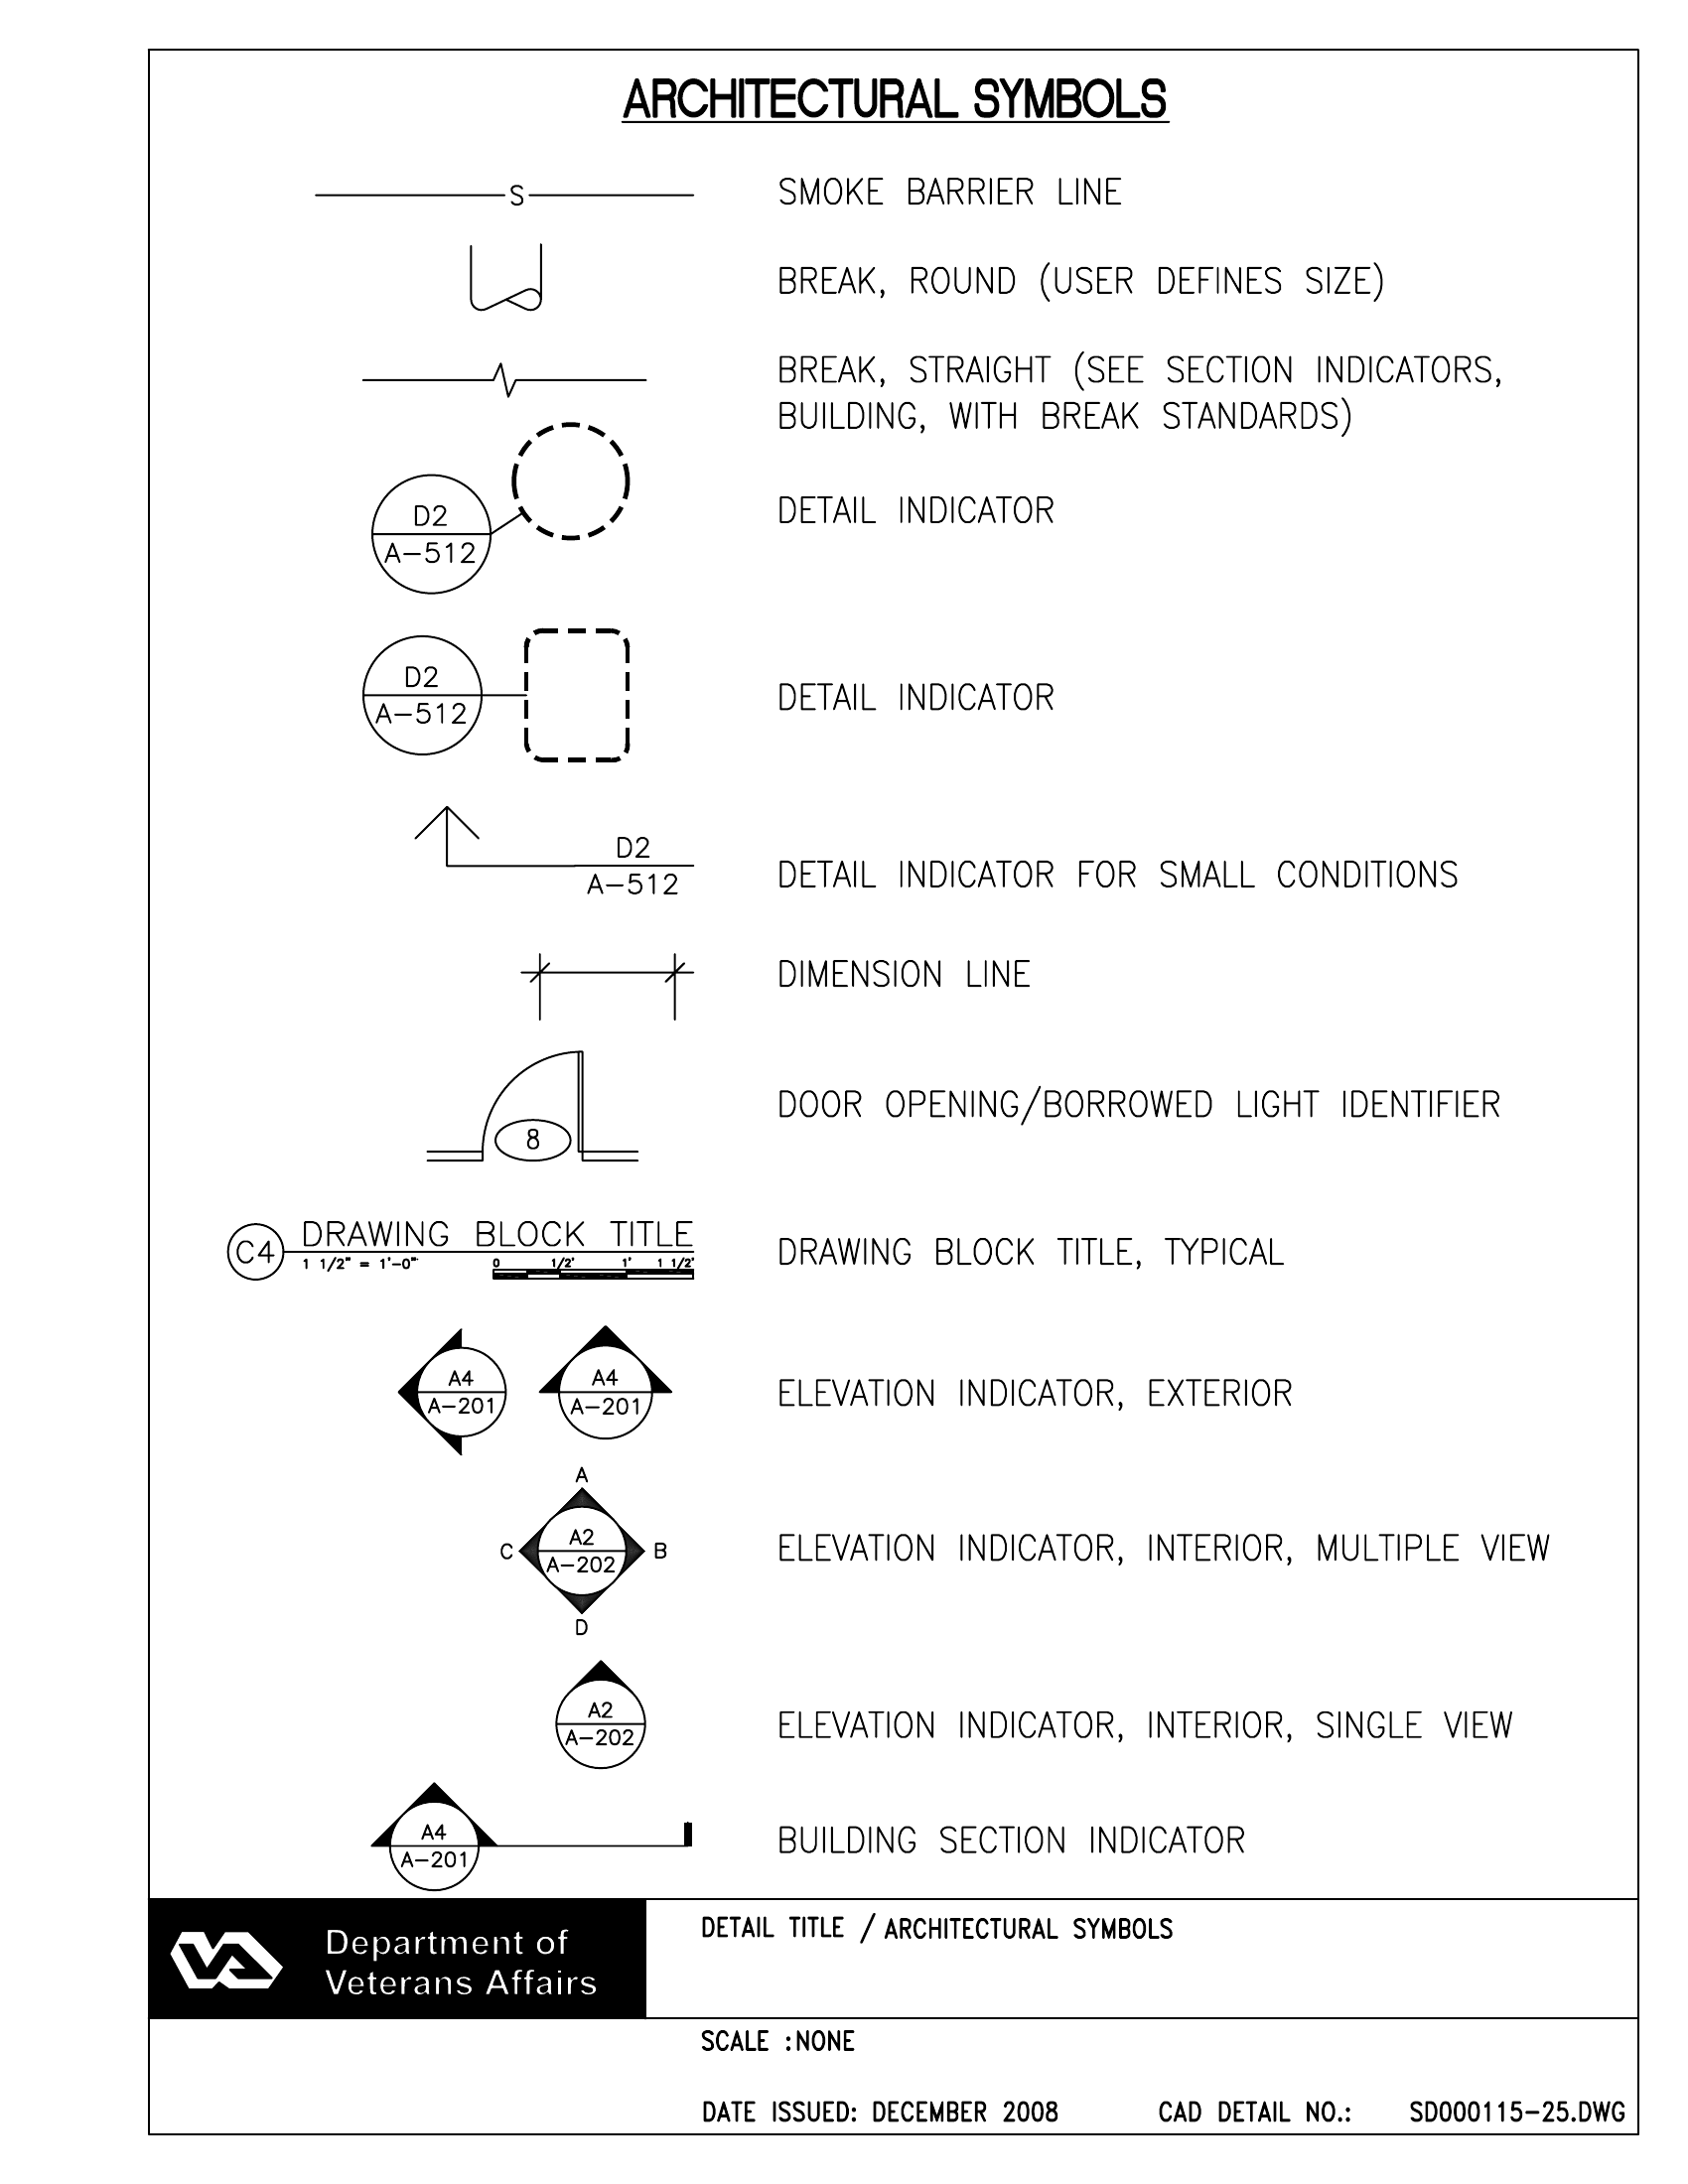 ARCHITECTURAL SYMBOLS
S
SMOKE BARRIER LINE
BREAK, ROUND (USER DEFINES SIZE)
BREAK, STRAIGHT (SEE SECTION INDICATORS,
BUILDING, WITH BREAK STANDARDS)
D2
A-512
DETAIL INDICATOR
D2
A-512
DETAIL INDICATOR
D2
A-512
DETAIL INDICATOR FOR SMALL CONDITIONS
DIMENSION LINE
8
DOOR OPENING/BORROWED LIGHT IDENTIFIER
C4
DRAWING BLOCK TITLE
1 1/2" = 1'-0"
0 1/2' 1' 1 1/2'
DRAWING BLOCK TITLE, TYPICAL
A4
A-201
A4
A-201
ELEVATION INDICATOR, EXTERIOR
A
C
A2
A-202
B
D
ELEVATION INDICATOR, INTERIOR, MULTIPLE VIEW
A2
A-202
ELEVATION INDICATOR, INTERIOR, SINGLE VIEW
A4
A-201
BUILDING SECTION INDICATOR
VA
Department of
Veterans Affairs
DETAIL TITLE / ARCHITECTURAL SYMBOLS
SCALE :NONE
DATE ISSUED: DECEMBER 2008 CAD DETAIL NO.: SD000115-25.DWG